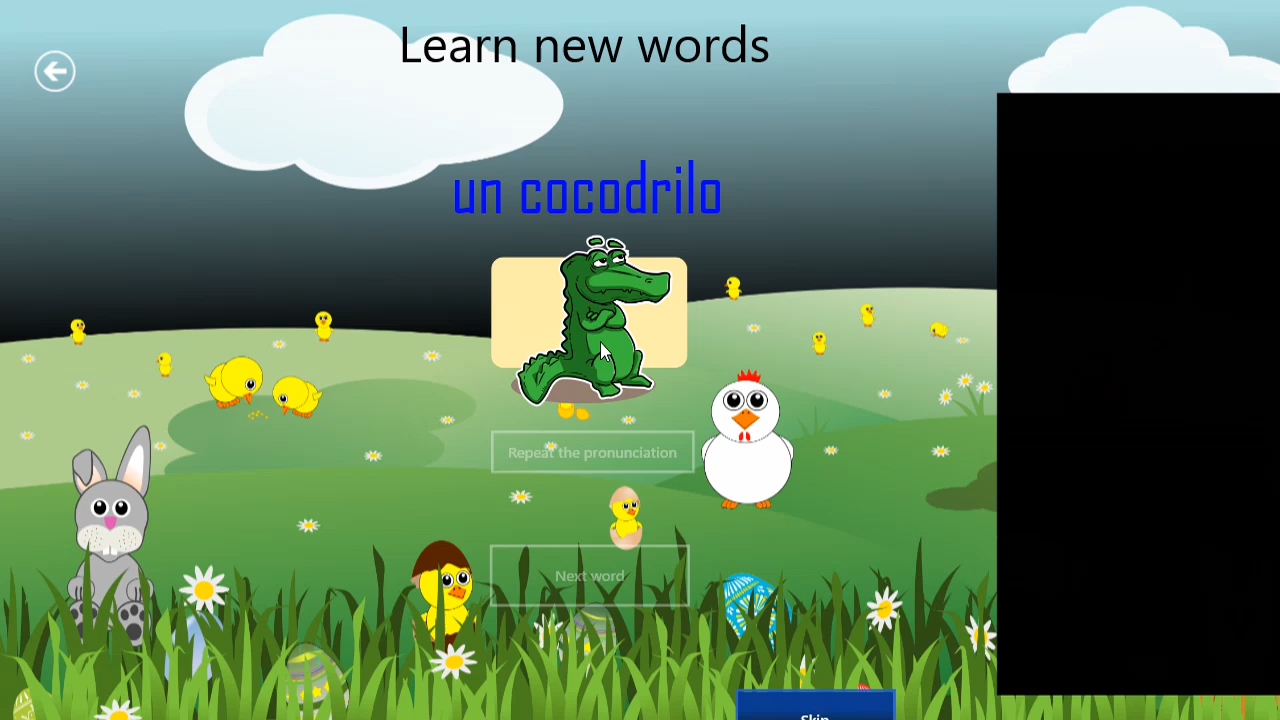 Learn new words
un cocodrilo
Repeat the pronunciation
Next word
Skip